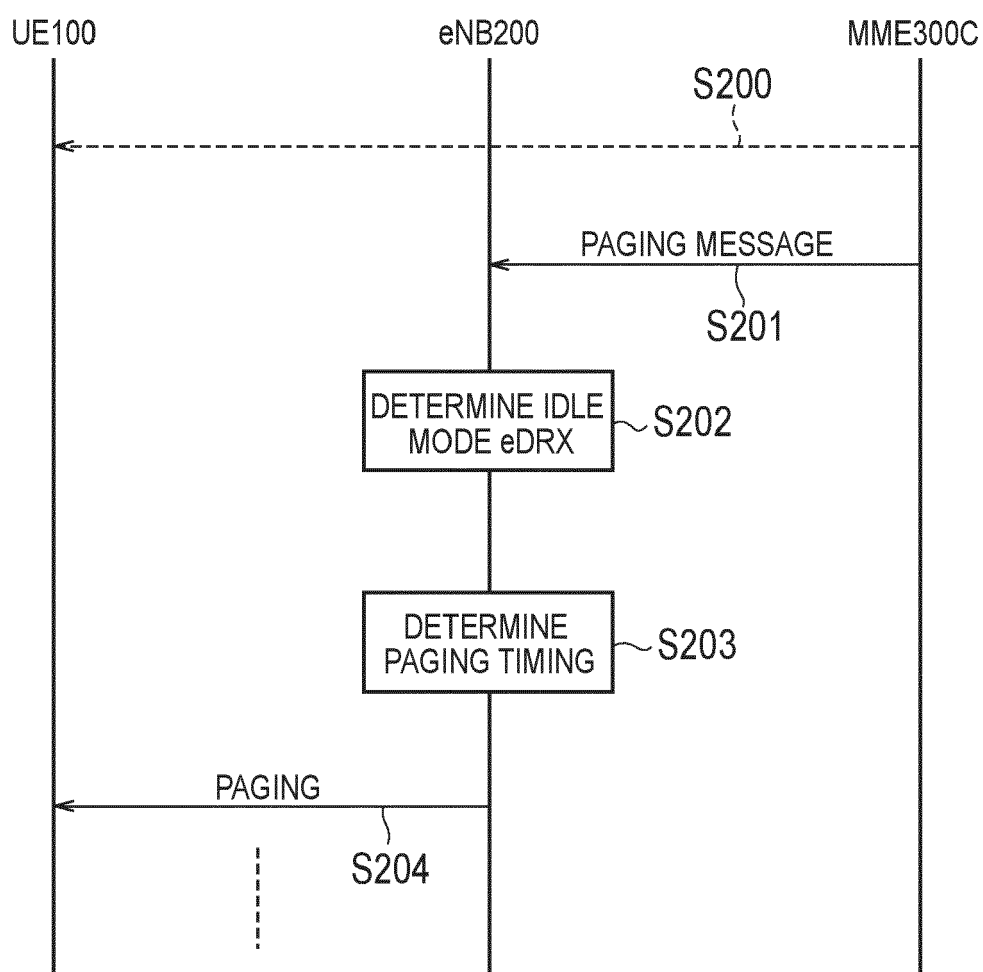 UE100
eNB200
MME300C
S200
PAGING MESSAGE
S201
DETERMINE IDLE
MODE eDRX
S202
DETERMINE
PAGING TIMING
S203
PAGING
S204